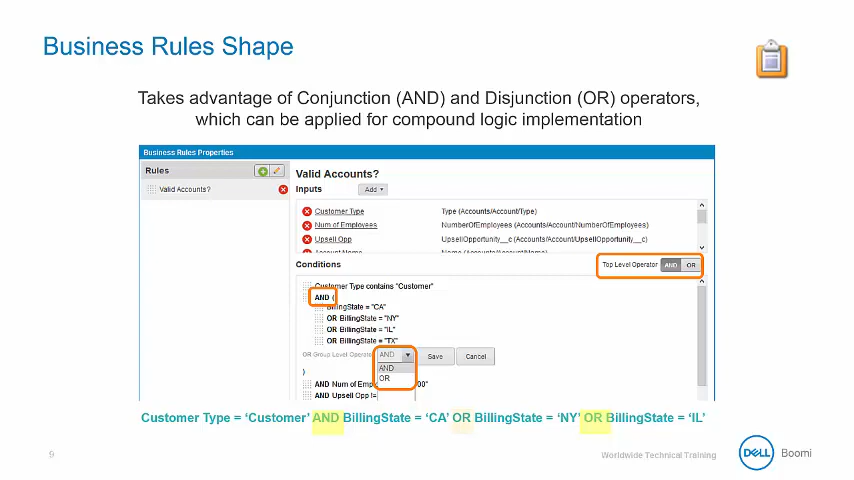 Business Rules Shape
Takes advantage of Conjunction (AND) and Disjunction (OR) operators,
which can be applied for compound logic implementation
Business Rules Properties
Rules
Valid Accounts?
Valid Accounts?
Inputs Add
Customer Type Type (Accounts/Account/Type)
Num of Employees NumberOfEmployees (Accounts/Account/NumberOfEmployees)
Upsell Opp UpsellOpportunity__c (Accounts/Account/UpsellOpportunity__c)
Account Name Name (Accounts/Account/Name)
Conditions Top Level Operator AND OR
Customer Type contains "Customer"
AND (
BillingState = "CA"
OR BillingState = "NY"
OR BillingState = "IL"
OR BillingState = "TX"
OR Group Level Operator AND Save Cancel
AND
OR
)
AND Num of Emp 00"
AND Upsell Opp !=
Customer Type = ‘Customer’ AND BillingState = ‘CA’ OR BillingState = ‘NY’ OR BillingState = ‘IL’
9
Worldwide Technical Training
DELL Boomi